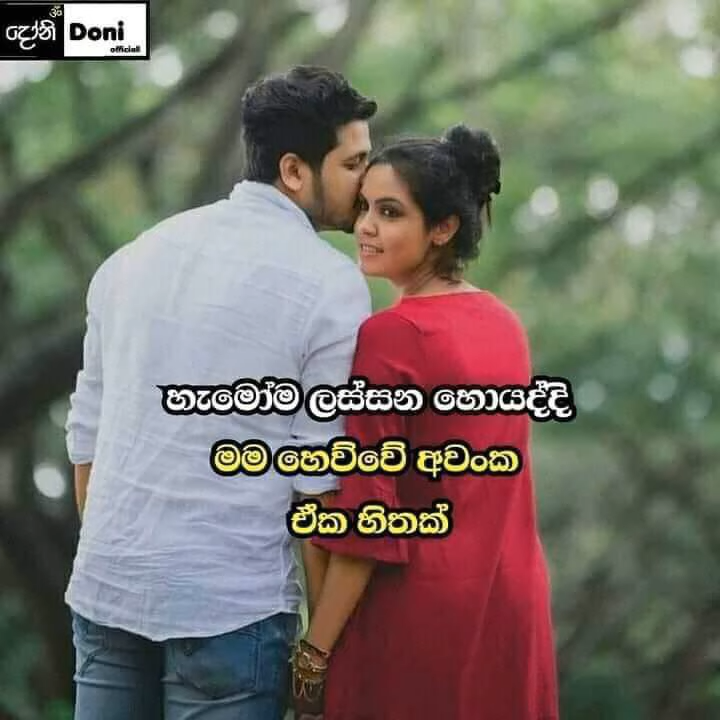 දෝනි Doni
official
හැමෝම ලස්සන හොයද්දි
මම හෙව්වේ අවංක
ඒක හිතක්